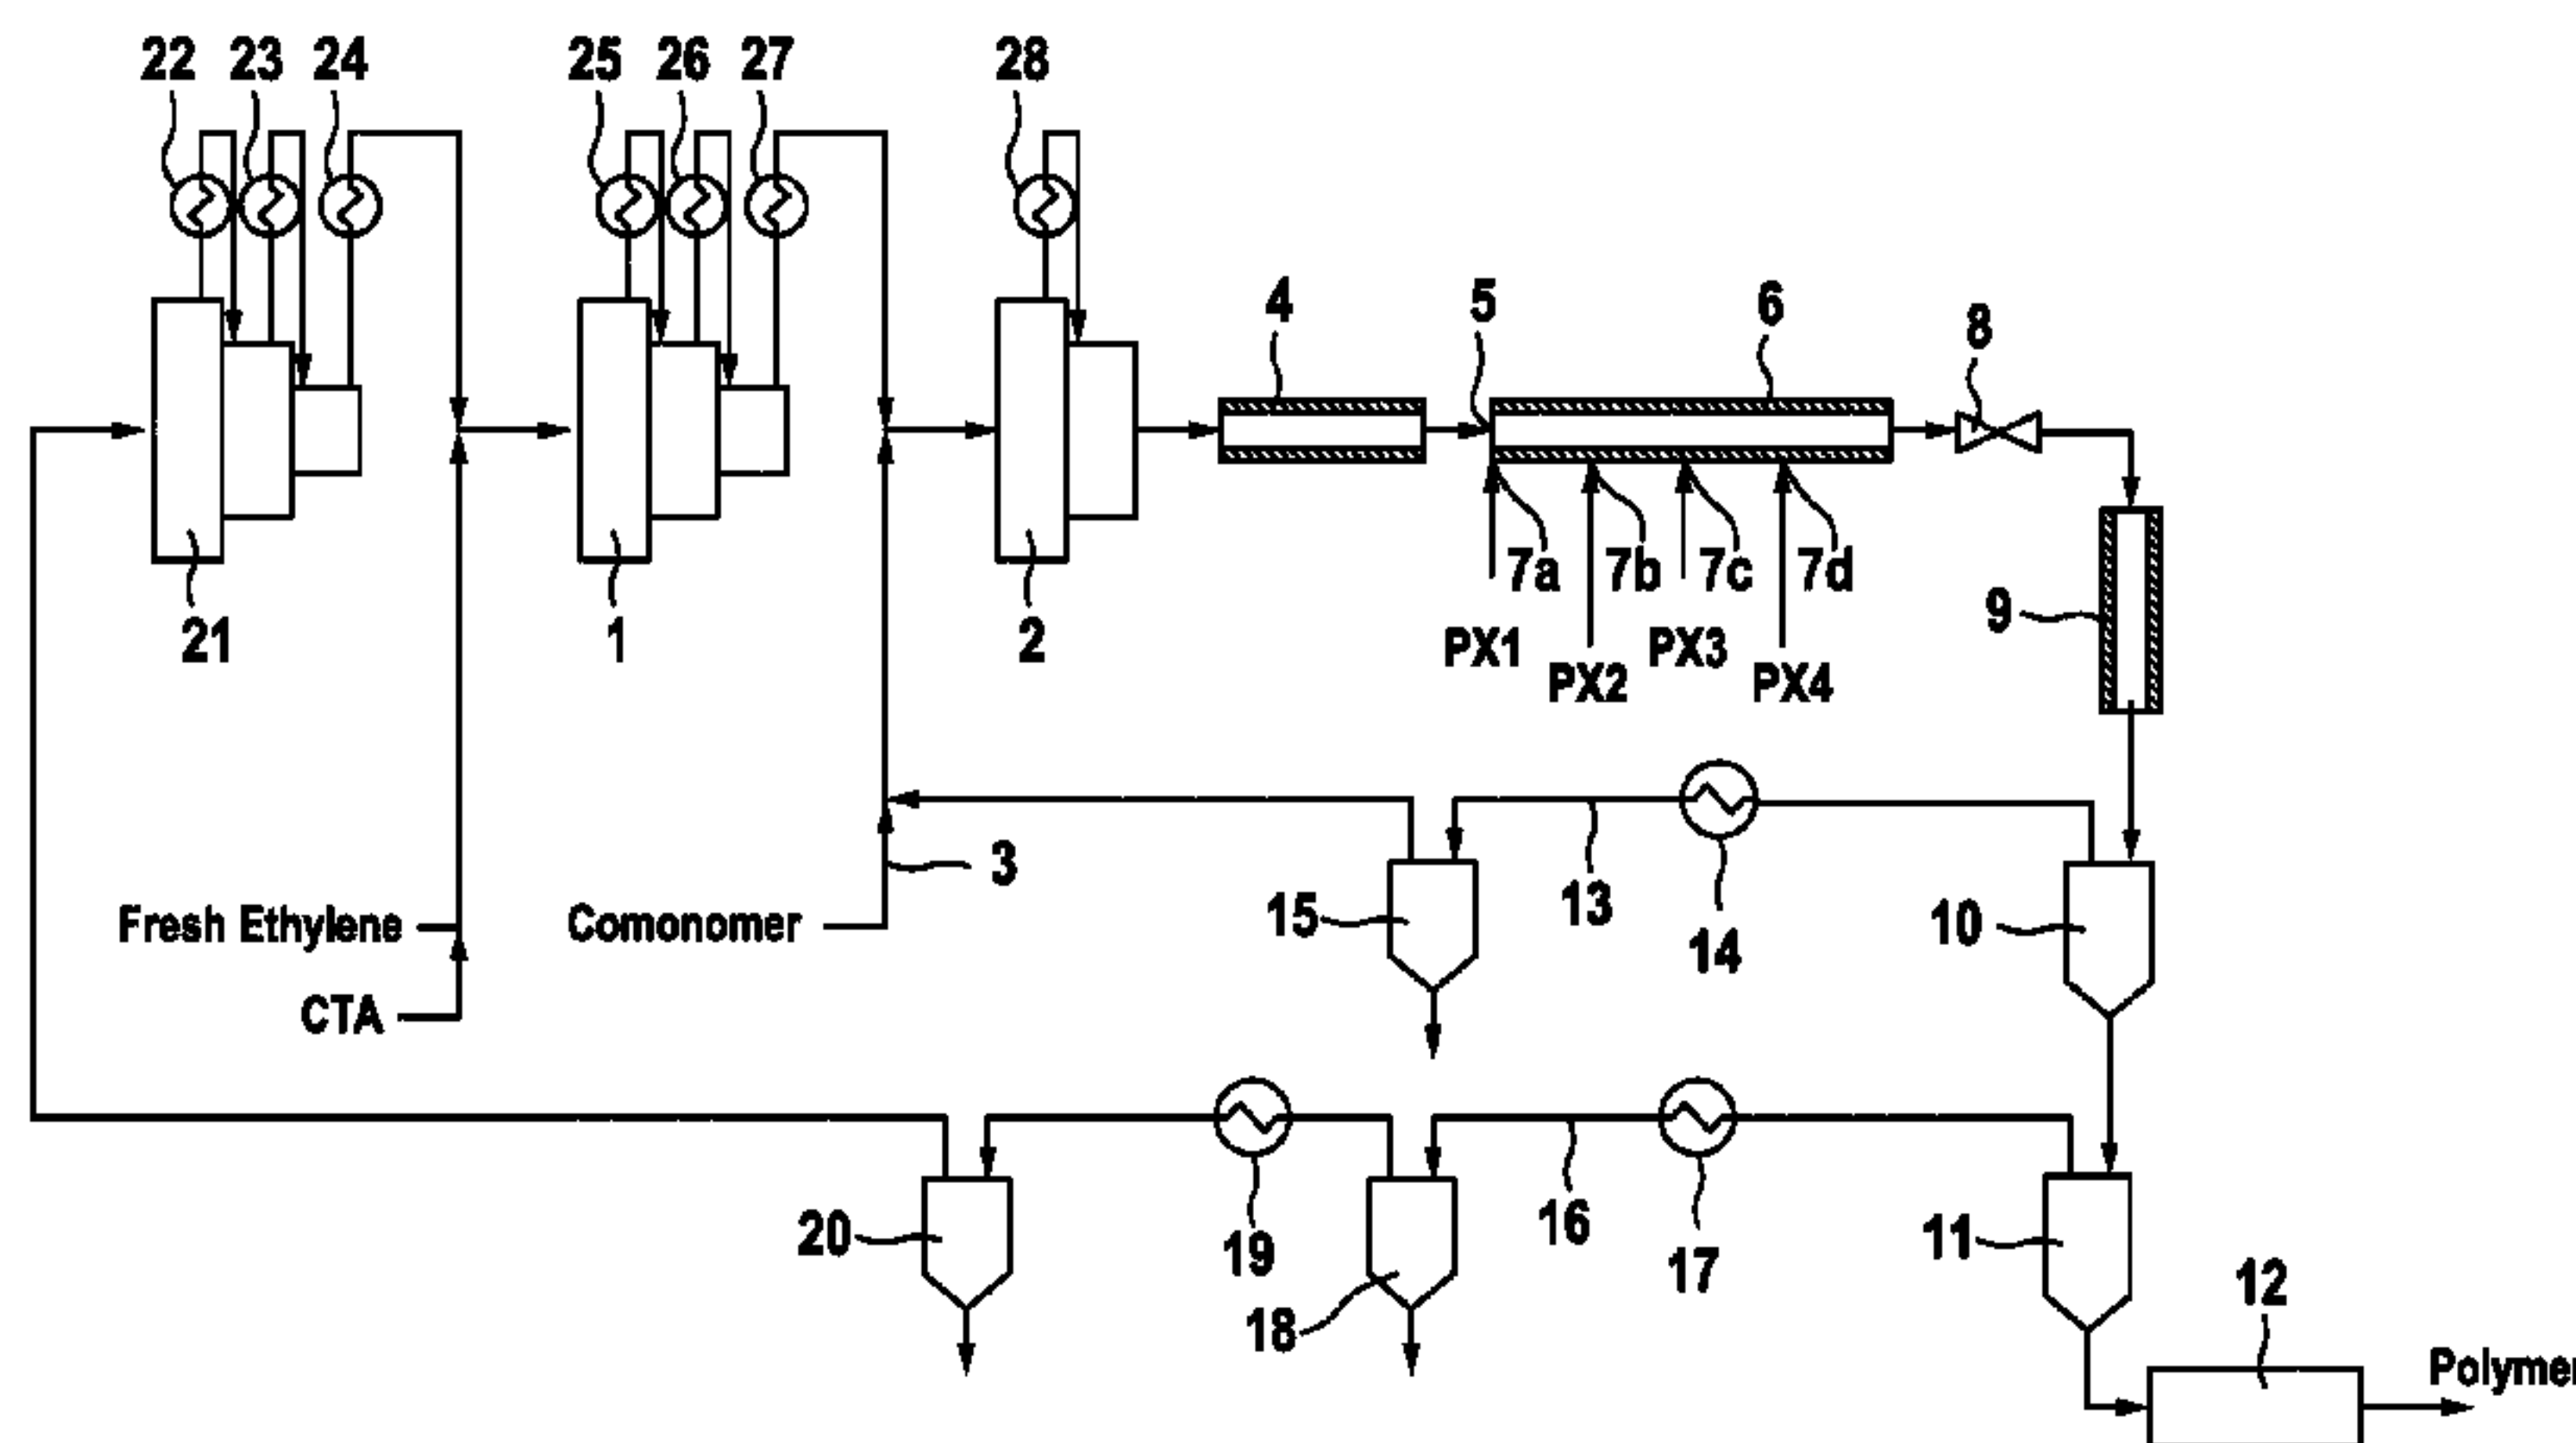 22 23 24 25 26 27 28
4 5 6 8
7a 7b 7c 7d
9
21 1 2
PX1 PX3
PX2 PX4
3
15 13 14 10
Fresh Ethylene Comonomer
CTA
20 19 16 17 11
18 12
Polymer